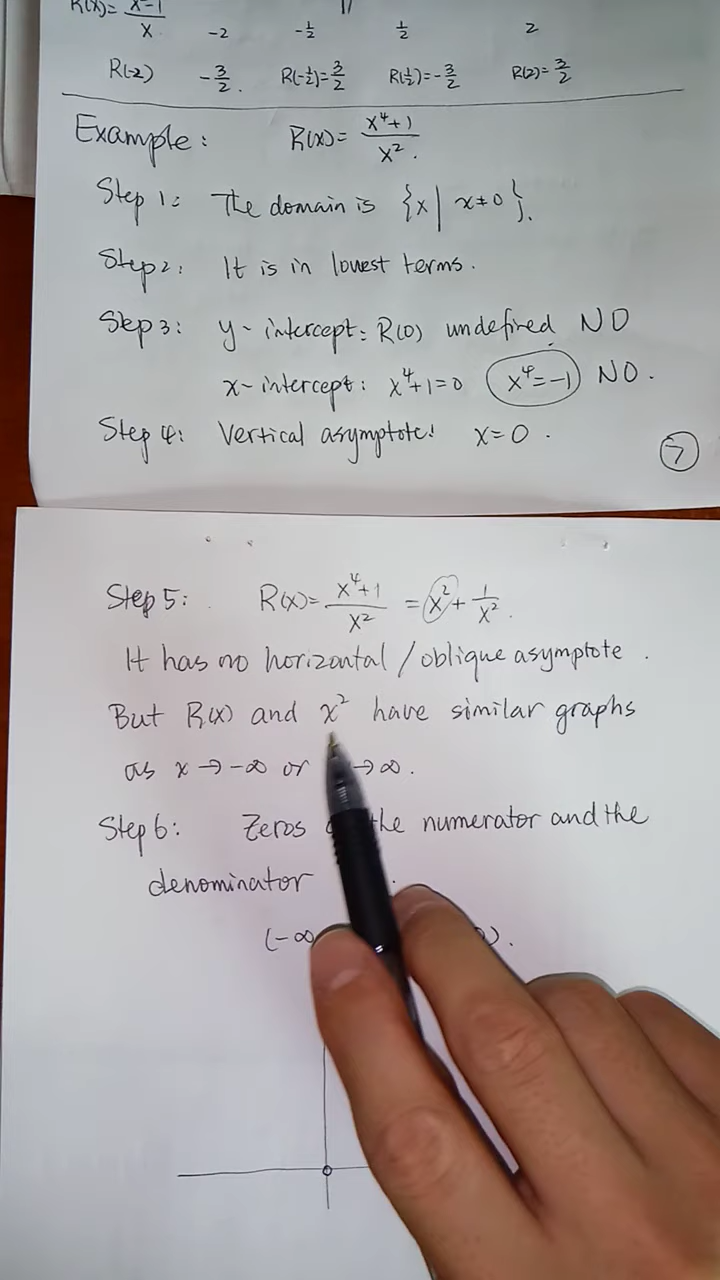 R(x)= x-1/x
-2 -1/2 1/2 2
R(-2) -3/2. R(-1/2)=3/2 R(1/2)=-3/2 R(2)=3/2
Example: R(x)= x⁴+1/x².
Step 1: The domain is {x| x≠0}.
Step2: It is in lowest terms.
Step 3: y-intercept: R(0) undefined NO
x-intercept: x⁴+1=0 x⁴=-1 NO.
Step 4: Vertical asymptote: x=0.
7
Step 5: R(x)= x⁴+1/x² = x² + 1/x².
It has no horizontal/oblique asymptote.
But R(x) and x² have similar graphs
as x→-∞ or →∞.
Step 6: Zeros the numerator and the
denominator
(-∞ ).